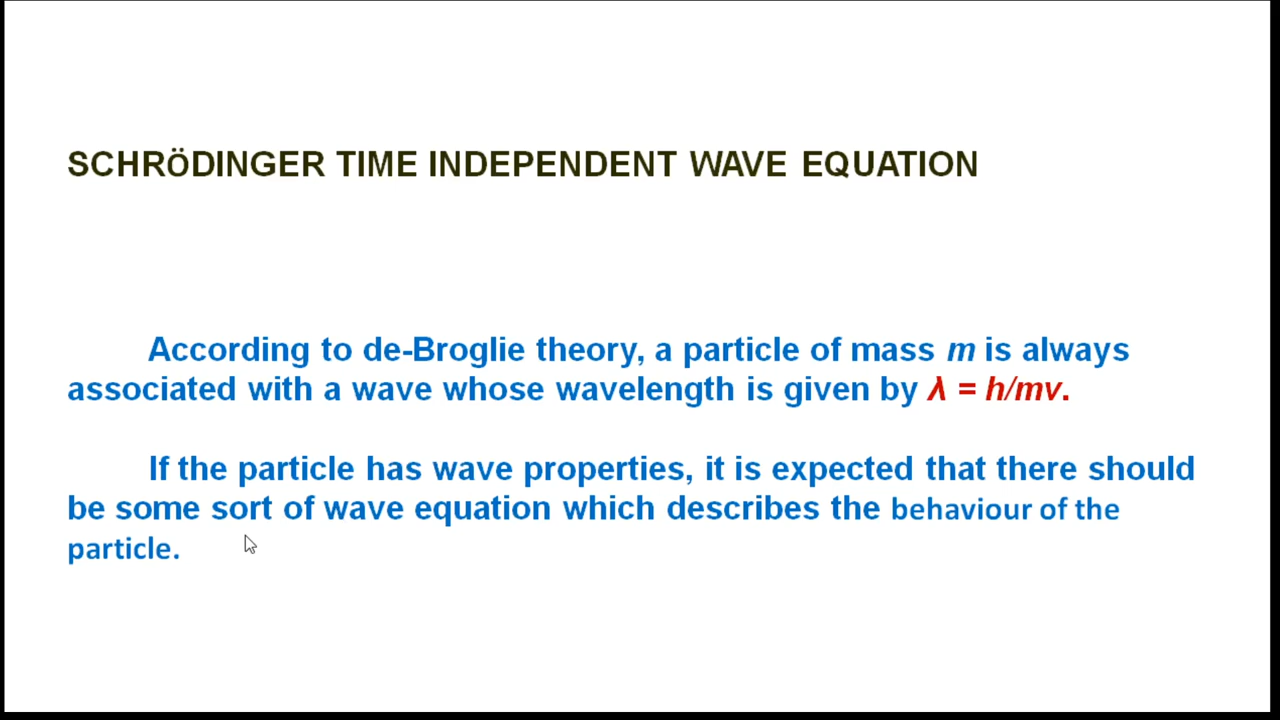 SCHRÖDINGER TIME INDEPENDENT WAVE EQUATION
According to de-Broglie theory, a particle of mass m is always
associated with a wave whose wavelength is given by λ = h/mv.
If the particle has wave properties, it is expected that there should
be some sort of wave equation which describes the behaviour of the
particle.